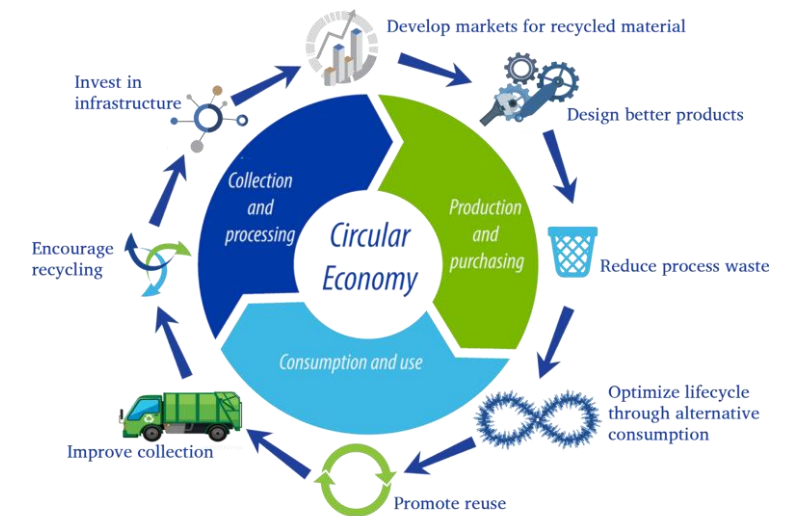 Develop markets for recycled material
Invest in
infrastructure
Design better products
Collection
and
processing
Production
and
purchasing
Circular
Economy
Encourage
recycling
Reduce process waste
Consumption and use
Optimize lifecycle
through alternative
consumption
Improve collection
Promote reuse